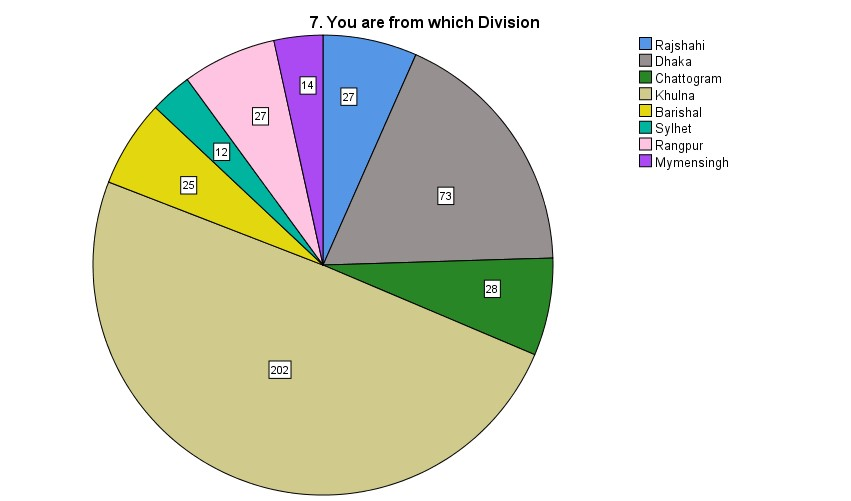 7. You are from which Division
Rajshahi
Dhaka
Chattogram
Khulna
Barishal
Sylhet
Rangpur
Mymensingh
14
27
27
12
25
73
28
202